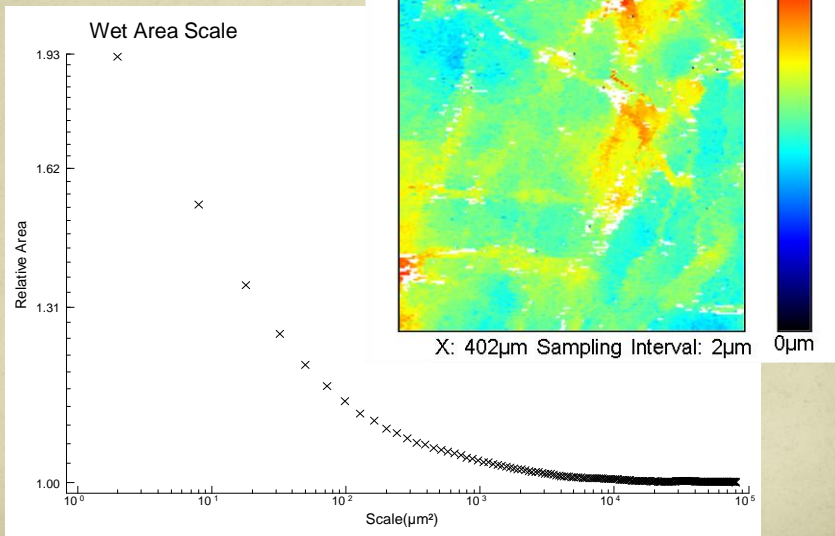 Wet Area Scale
1.93
1.62
1.31
1.00
Relative Area
10⁰
10¹
10²
10³
10⁴
10⁵
Scale(µm²)
X: 402µm Sampling Interval: 2µm
0µm